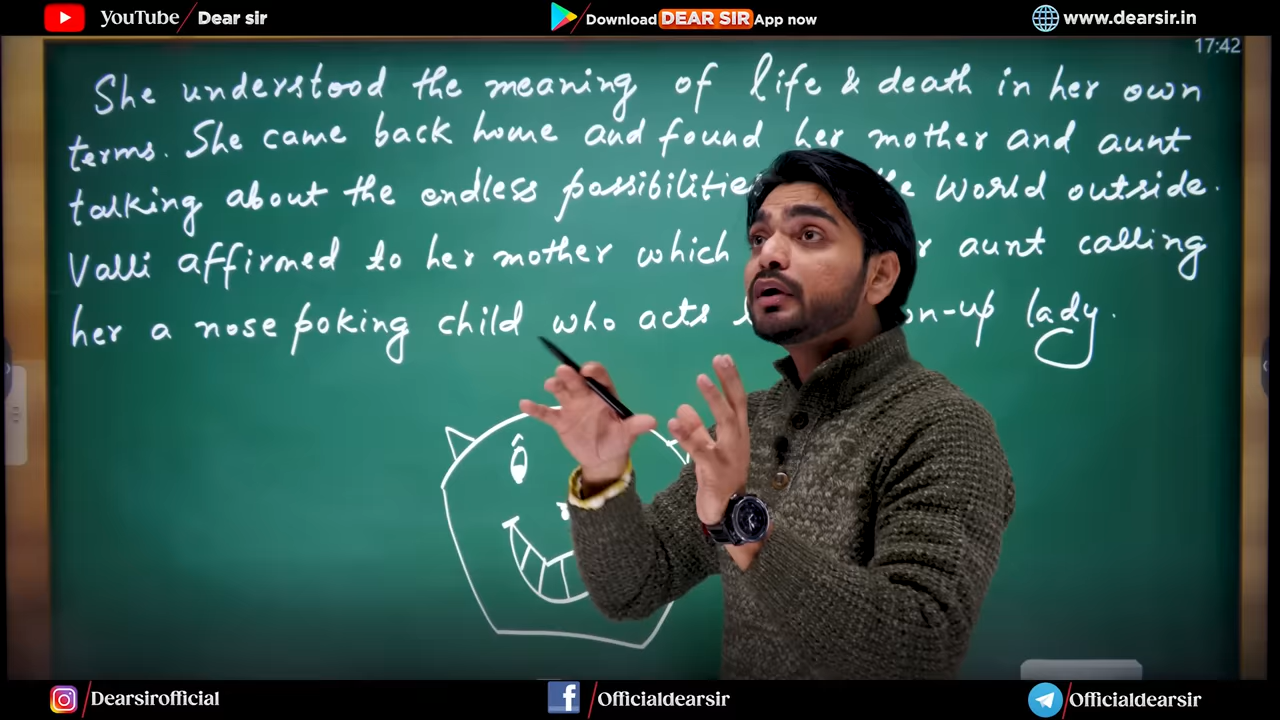 YouTube / Dear sir
Download DEAR SIR App now
www.dearsir.in
17:42
She understood the meaning of life & death in her own
terms. She came back home and found her mother and aunt
talking about the endless possibilitie World outside.
Valli affirmed to her mother which aunt calling
her a nose poking child who acts on-up lady.
Dearsirofficial
Officialdearsir
Officialdearsir